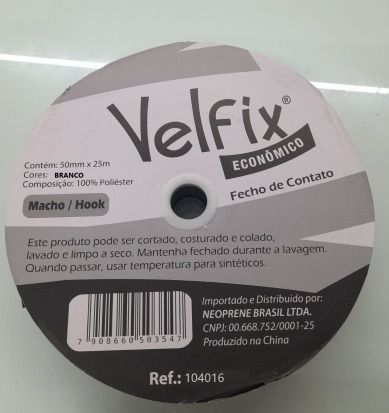 Velfix®
ECONÔMICO
Fecho de Contato
Contém: 50mm x 25m
Cores: BRANCO
Composição: 100% Poliéster
Macho / Hook
Este produto pode ser cortado, costurado e colado,
lavado e limpo a seco. Mantenha fechado durante a lavagem.
Quando passar, usar temperatura para sintéticos.
Importado e Distribuido por:
NEOPRENE BRASIL LTDA.
CNPJ: 00.668.752/0001-25
Produzido na China
7 908660 503547
Ref.: 104016